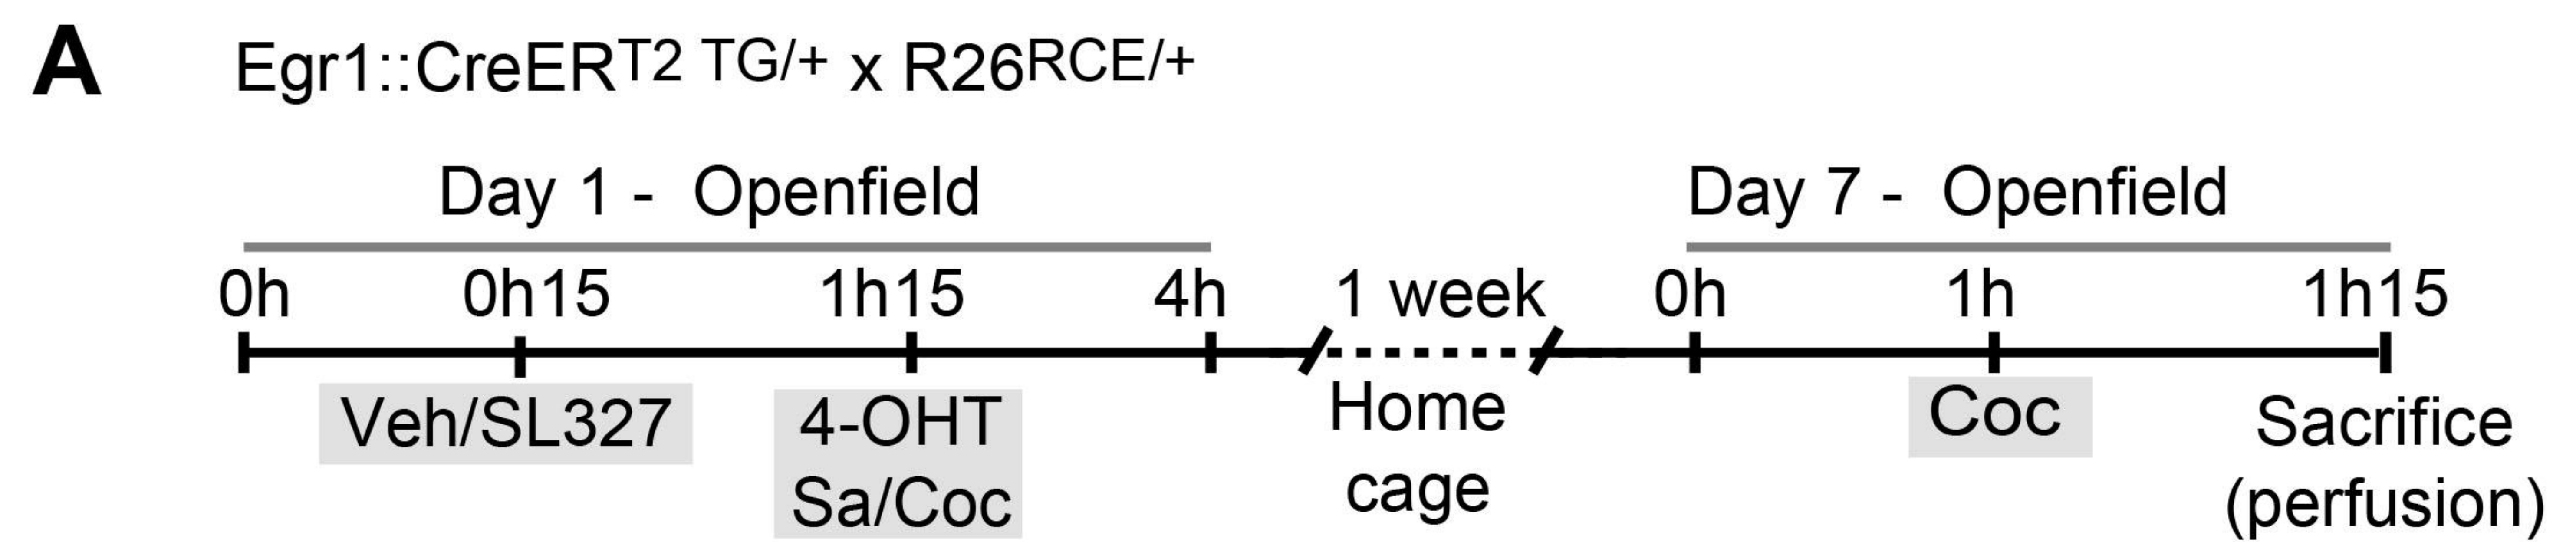 A
Egr1::CreERT2 TG/+ x R26RCE/+
Day 1 - Openfield
Day 7 - Openfield
0h 0h15 1h15 4h 1 week 0h 1h 1h15
Veh/SL327
4-OHT
Sa/Coc
Home
cage
Coc
Sacrifice
(perfusion)